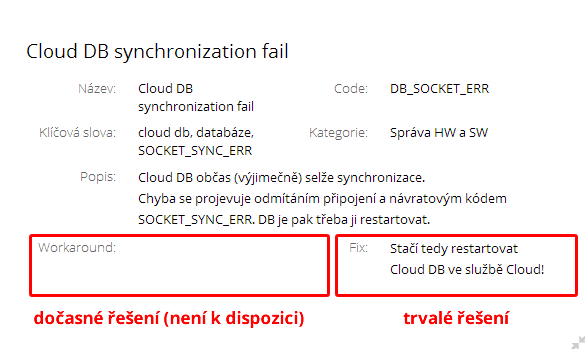 Cloud DB synchronization fail
Název: Cloud DB Code: DB_SOCKET_ERR
synchronization fail
Klíčová slova: cloud db, databáze, Kategorie: Správa HW a SW
SOCKET_SYNC_ERR
Popis: Cloud DB občas (výjimečně) selže synchronizace.
Chyba se projevuje odmítáním připojení a návratovým kódem
SOCKET_SYNC_ERR. DB je pak třeba ji restartovat.
Workaround: Fix: Stačí tedy restartovat
Cloud DB ve službě Cloud!
dočasné řešení (není k dispozici) trvalé řešení